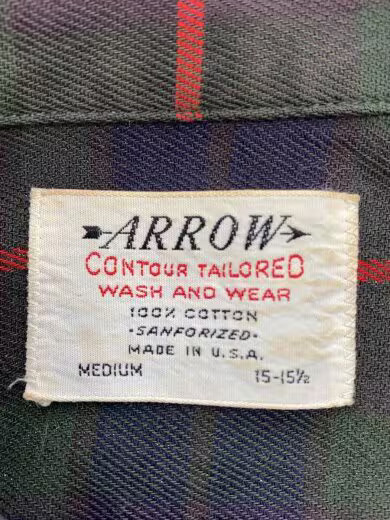 ARROW
CONTOUR TAILORED
WASH AND WEAR
100% COTTON
-SANFORIZED-
MADE IN U.S.A.
MEDIUM 15-15½